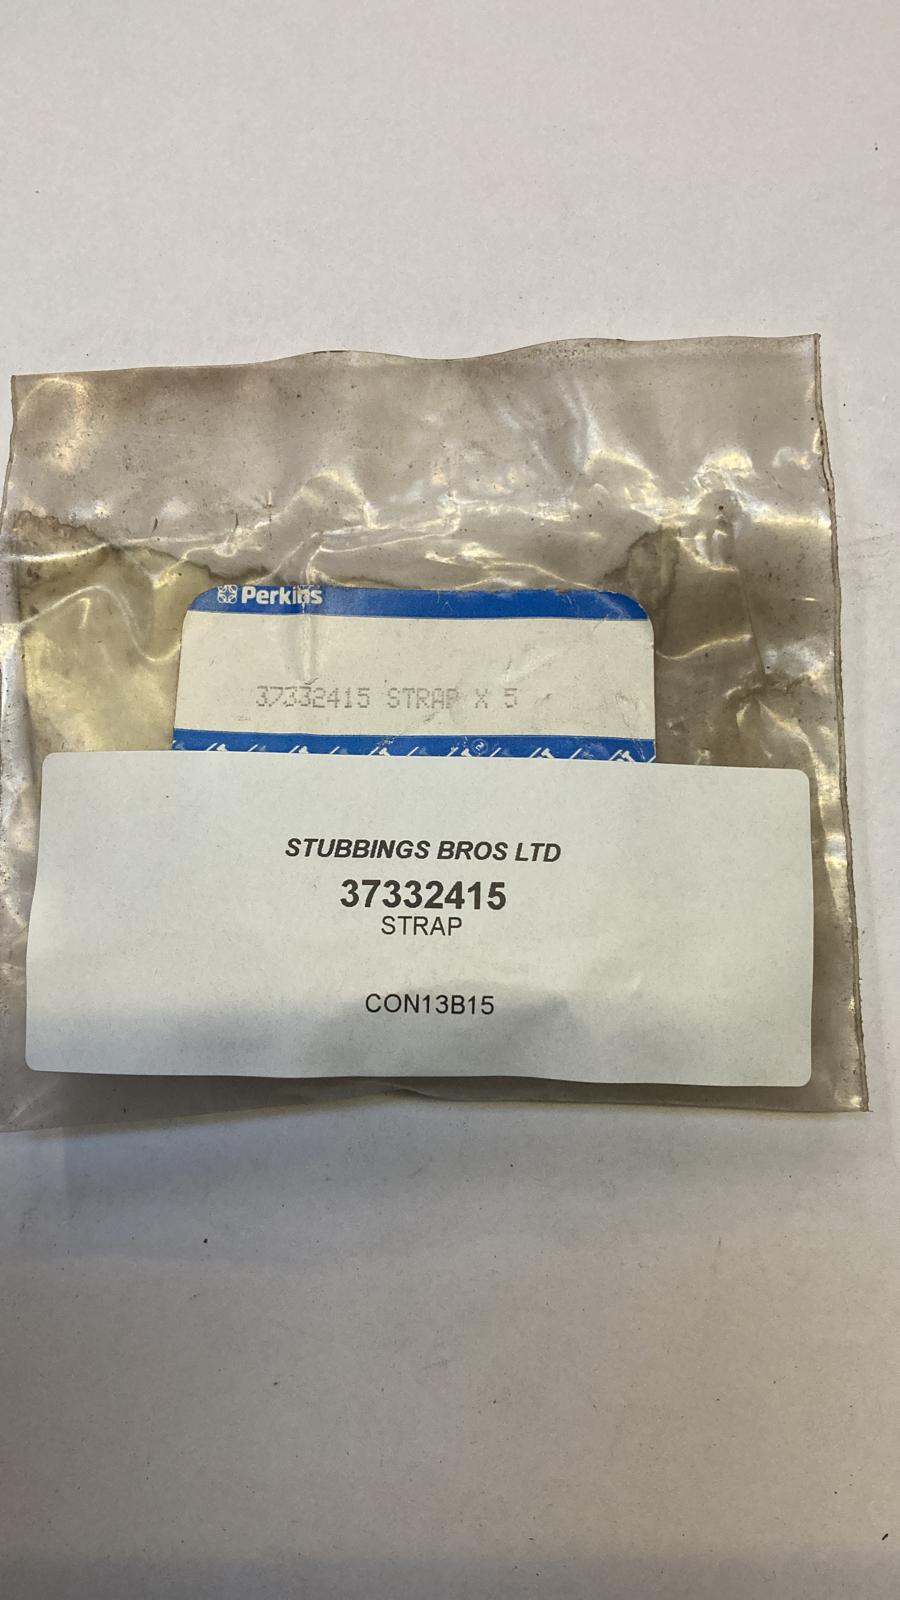 Perkins
37332415 STRAP X 5
STUBBINGS BROS LTD
37332415
STRAP
CON13B15